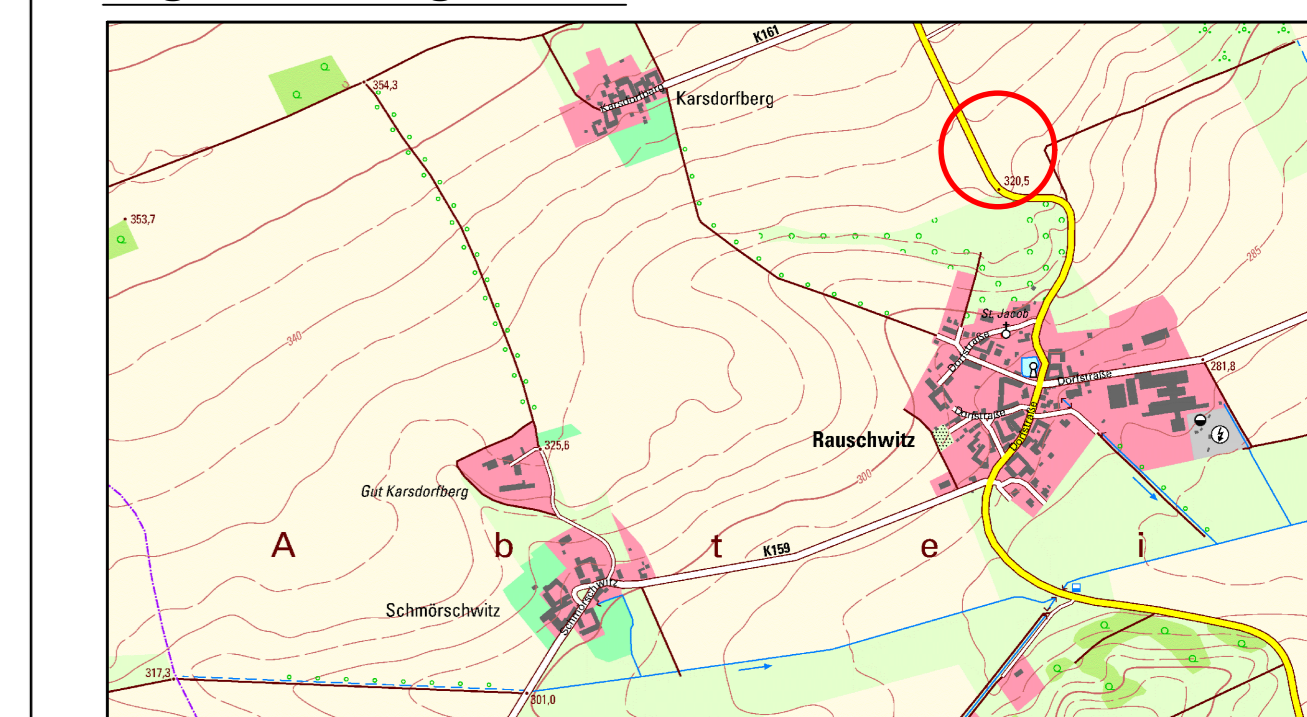 K161
354,3
Karsdorfberg
Karsdorfberg
320,5
353,7
285
St. Jacob
340
Dorfstraße
281,8
Dorfstraße
Dorfstraße
Rauschwitz
Dorfstraße
325,6
300
Gut Karsdorfberg
A b t e i
K159
Schmörschwitz
Schmörschwitz
317,3
301,0